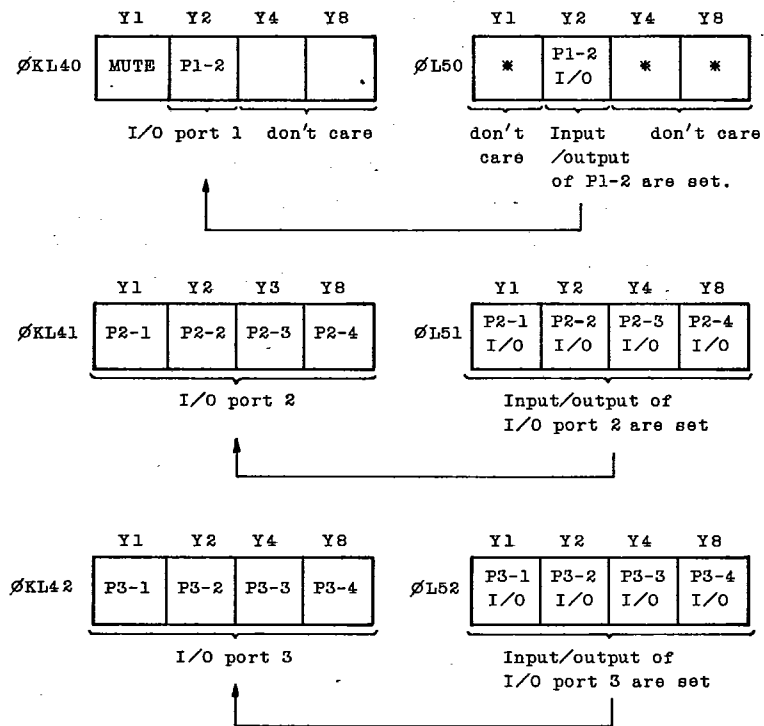 Y1 Y2 Y4 Y8 Y1 Y2 Y4 Y8
ØKL40 MUTE P1-2 ØL50 * P1-2 I/O * *
I/O port 1 don't care don't care Input /output of P1-2 are set. don't care
Y1 Y2 Y3 Y8 Y1 Y2 Y4 Y8
ØKL41 P2-1 P2-2 P2-3 P2-4 ØL51 P2-1 I/O P2-2 I/O P2-3 I/O P2-4 I/O
I/O port 2 Input/output of
I/O port 2 are set
Y1 Y2 Y4 Y8 Y1 Y2 Y4 Y8
ØKL42 P3-1 P3-2 P3-3 P3-4 ØL52 P3-1 I/O P3-2 I/O P3-3 I/O P3-4 I/O
I/O port 3 Input/output of
I/O port 3 are set